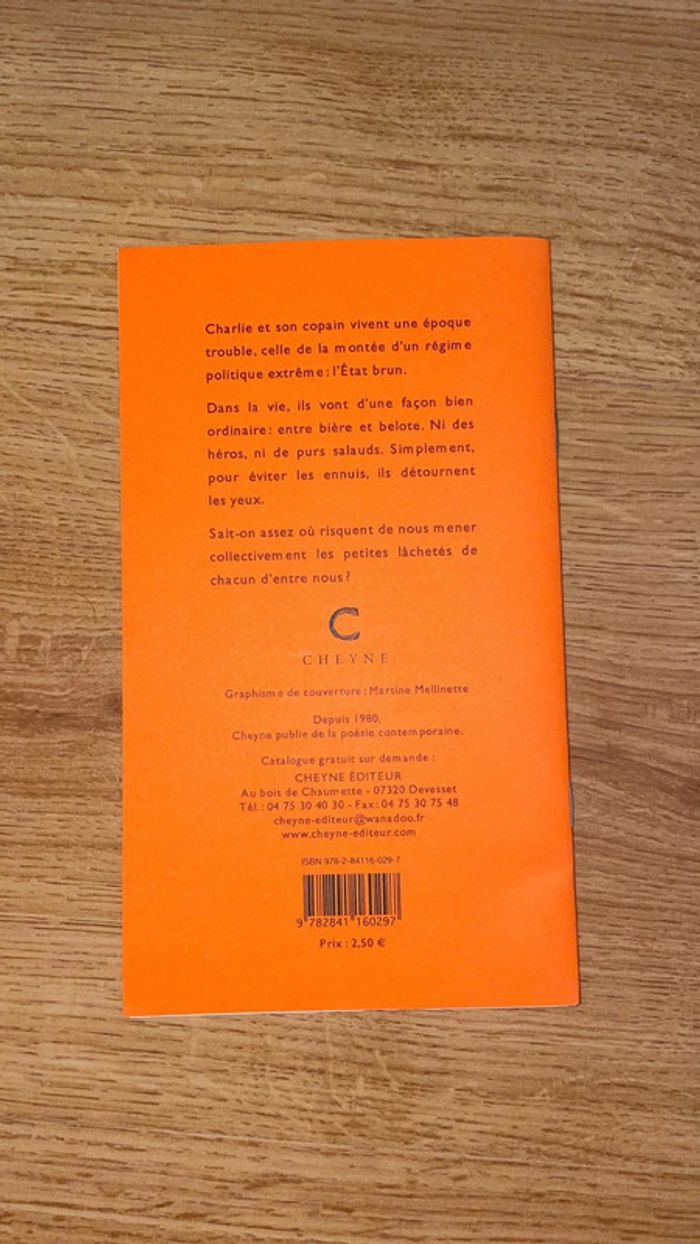 Charlie et son copain vivent une époque
trouble, celle de la montée d'un régime
politique extrême : l'État brun.
Dans la vie, ils vont d'une façon bien
ordinaire : entre bière et belote. Ni des
héros, ni de purs salauds. Simplement,
pour éviter les ennuis, ils détournent
les yeux.
Sait-on assez où risquent de nous mener
collectivement les petites lâchetés de
chacun d'entre nous ?
C
CHEYNE
Graphisme de couverture : Martine Mellinette
Depuis 1980,
Cheyne publie de la poésie contemporaine.
Catalogue gratuit sur demande :
CHEYNE ÉDITEUR
Au bois de Chaumette - 07320 Devesset
Tél. : 04 75 30 40 30 - Fax : 04 75 30 75 48
cheyne-editeur@wanadoo.fr
www.cheyne-editeur.com
ISBN 978-2-84116-029-7
9 782841 160297
Prix : 2,50 €